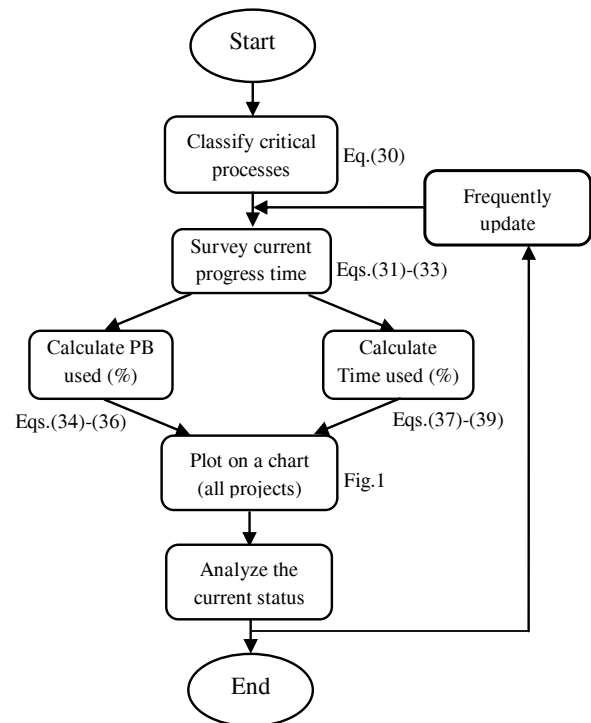 Start
Classify critical
processes
Eq.(30)
Frequently
update
Survey current
progress time
Eqs.(31)-(33)
Calculate PB
used (%)
Calculate
Time used (%)
Eqs.(34)-(36)
Eqs.(37)-(39)
Plot on a chart
(all projects)
Fig.1
Analyze the
current status
End